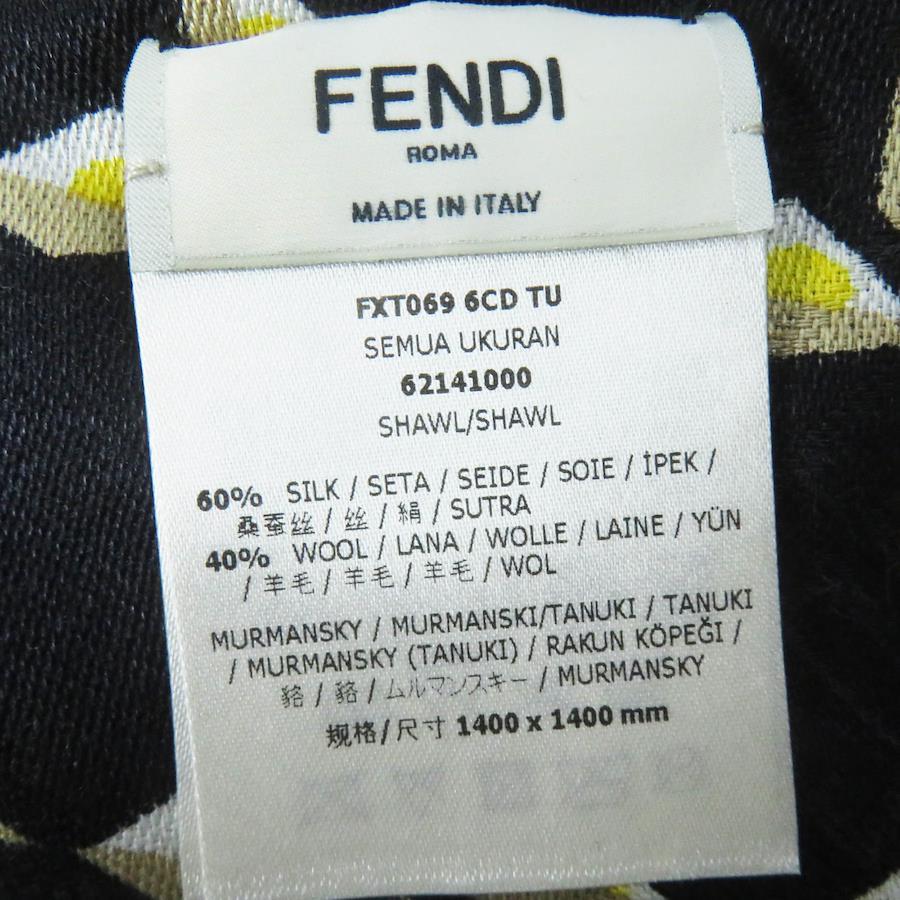 FENDI
ROMA
MADE IN ITALY
FXT069 6CD TU
SEMUA UKURAN
62141000
SHAWL/SHAWL
60% SILK / SETA / SEIDE / SOIE / İPEK /
桑蚕丝 / 丝 / 絹 / SUTRA
40% WOOL / LANA / WOLLE / LAINE / YÜN
/ 羊毛 / 羊毛 / 羊毛 / WOL
MURMANSKY / MURMANSKI/TANUKI / TANUKI
/ MURMANSKY (TANUKI) / RAKUN KÖPEĞI /
貉 / 貉 / ムルマンスキー / MURMANSKY
规格/尺寸 1400 x 1400 mm